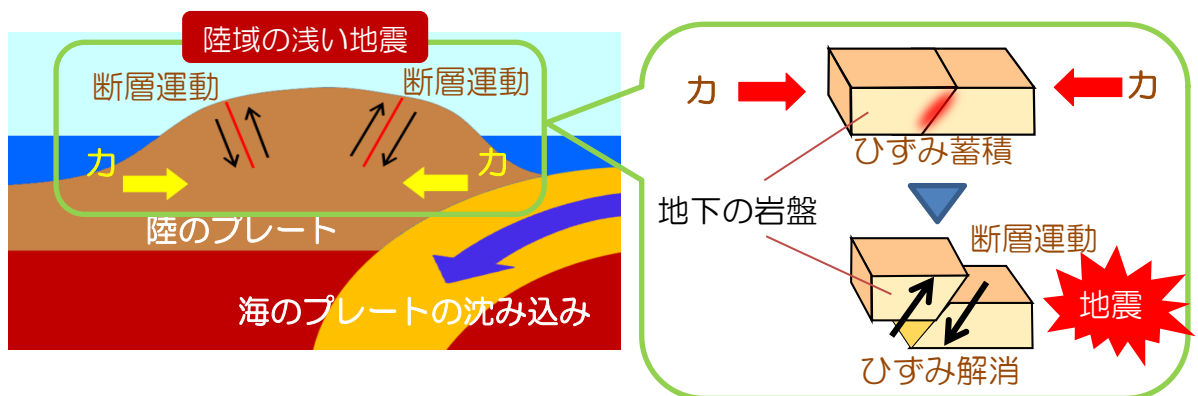 陸域の浅い地震
断層運動
断層運動
力
力
陸のプレート
海のプレートの沈み込み
力
力
ひずみ蓄積
地下の岩盤
断層運動
地震
ひずみ解消